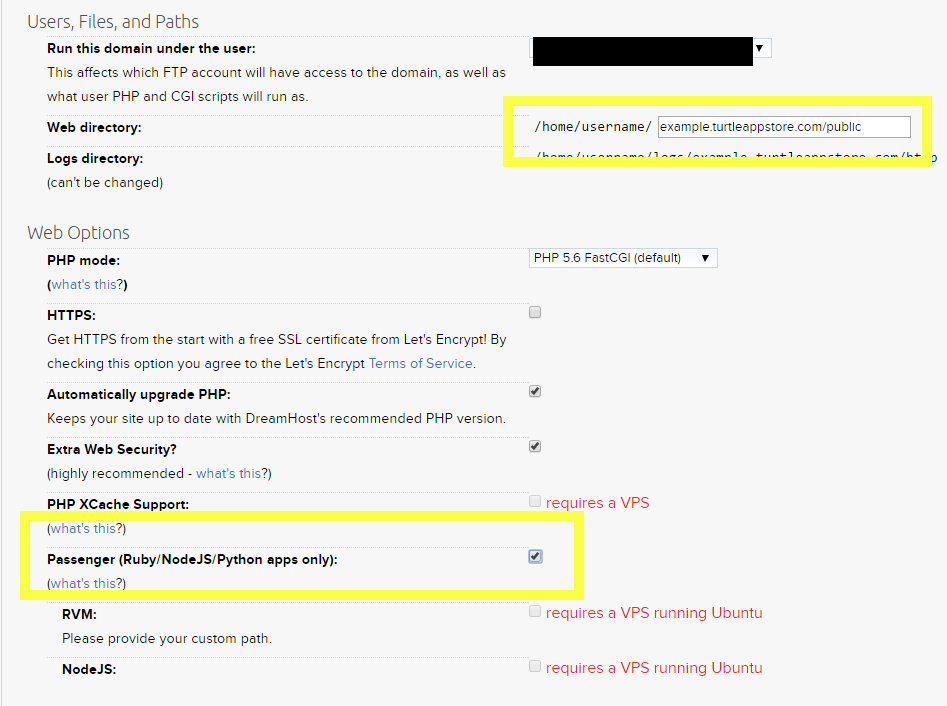 Users, Files, and Paths
Run this domain under the user:
This affects which FTP account will have access to the domain, as well as
what user PHP and CGI scripts will run as.
Web directory:
/home/username/ example.turtleappstore.com/public
Logs directory:
/home/username/logs/example.turtleappstore.com/http
(can't be changed)
Web Options
PHP mode:
PHP 5.6 FastCGI (default)
(what's this?)
HTTPS:
Get HTTPS from the start with a free SSL certificate from Let's Encrypt! By
checking this option you agree to the Let's Encrypt Terms of Service.
Automatically upgrade PHP:
Keeps your site up to date with DreamHost's recommended PHP version.
Extra Web Security?
(highly recommended - what's this?)
PHP XCache Support:
requires a VPS
(what's this?)
Passenger (Ruby/NodeJS/Python apps only):
(what's this?)
RVM:
requires a VPS running Ubuntu
Please provide your custom path.
NodeJS:
requires a VPS running Ubuntu